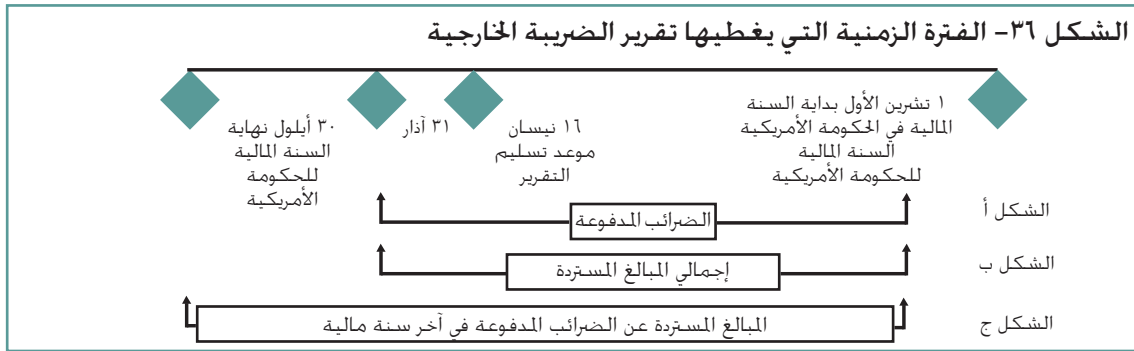 الشكل ٣٦- الفترة الزمنية التي يغطيها تقرير الضريبة الخارجية
١ تشرين الأول بداية السنة
المالية في الحكومة الأمريكية
السنة المالية
للحكومة الأمريكية
١٦ نيسان
موعد تسليم
التقرير
٣١ آذار
٣٠ أيلول نهاية
السنة المالية
للحكومة
الأمريكية
الشكل أ
الضرائب المدفوعة
الشكل ب
إجمالي المبالغ المستردة
الشكل ج
المبالغ المستردة عن الضرائب المدفوعة في آخر سنة مالية